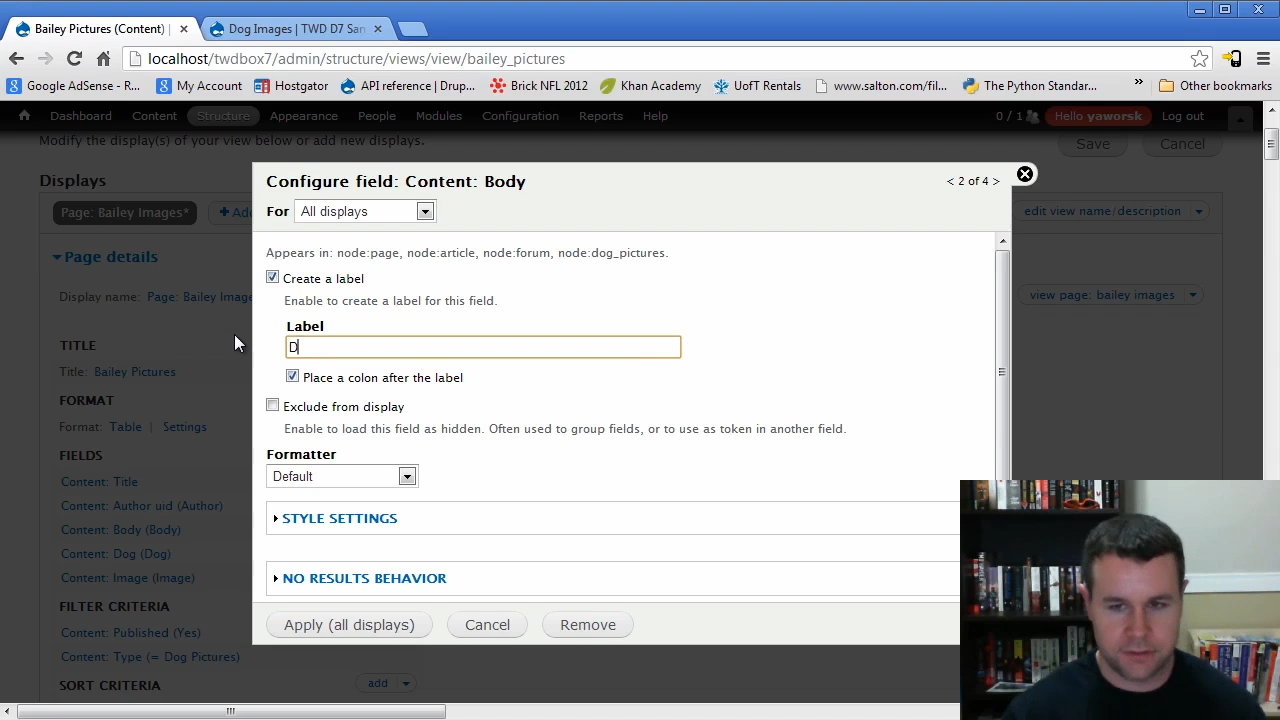 Bailey Pictures (Content) |
Dog Images | TWD D7 San
localhost/twdbox7/admin/structure/views/view/bailey_pictures
Google AdSense - R...
My Account
Hostgator
API reference | Drup...
Brick NFL 2012
Khan Academy
UofT Rentals
www.salton.com/fil...
The Python Standar...
Other bookmarks
Dashboard
Content
Structure
Appearance
People
Modules
Configuration
Reports
Help
0 / 1
Hello yaworsk
Log out
Modify the display(s) of your view below or add new displays.
Save
Cancel
Displays
Page: Bailey Images*
Add
edit view name/description
Page details
Display name: Page: Bailey Image
view page: bailey images
TITLE
Title: Bailey Pictures
FORMAT
Format: Table | Settings
FIELDS
Content: Title
Content: Author uid (Author)
Content: Body (Body)
Content: Dog (Dog)
Content: Image (Image)
FILTER CRITERIA
Content: Published (Yes)
Content: Type (= Dog Pictures)
SORT CRITERIA
add
Configure field: Content: Body
< 2 of 4 >
For All displays
Appears in: node:page, node:article, node:forum, node:dog_pictures.
Create a label
Enable to create a label for this field.
Label
D
Place a colon after the label
Exclude from display
Enable to load this field as hidden. Often used to group fields, or to use as token in another field.
Formatter
Default
STYLE SETTINGS
NO RESULTS BEHAVIOR
Apply (all displays)
Cancel
Remove